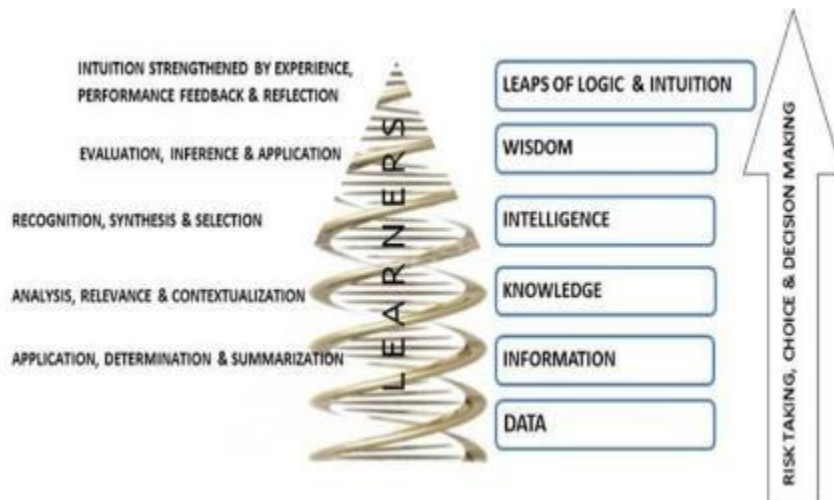 INTUITION STRENGTHENED BY EXPERIENCE,
PERFORMANCE FEEDBACK & REFLECTION
EVALUATION, INFERENCE & APPLICATION
RECOGNITION, SYNTHESIS & SELECTION
ANALYSIS, RELEVANCE & CONTEXTUALIZATION
APPLICATION, DETERMINATION & SUMMARIZATION
LEARNERS
LEAPS OF LOGIC & INTUITION
WISDOM
INTELLIGENCE
KNOWLEDGE
INFORMATION
DATA
RISK TAKING, CHOICE & DECISION MAKING